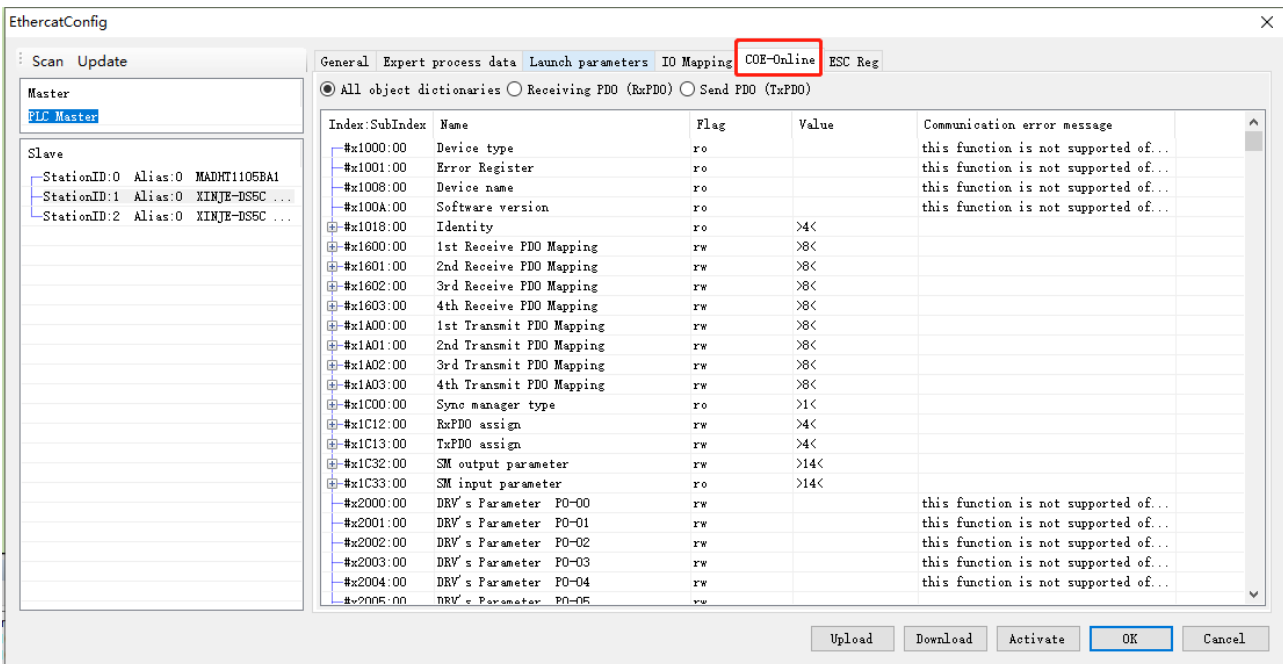 EthercatConfig
Scan Update
General Expert process data Launch parameters IO Mapping COE-Online ESC Reg
Master
PLC Master
All object dictionaries Receiving PDO (RxPDO) Send PDO (TxPDO)
Slave
StationID:0 Alias:0 MADHT1105BA1
StationID:1 Alias:0 XINJE-DS5C ...
StationID:2 Alias:0 XINJE-DS5C ...
Index:SubIndex Name Flag Value Communication error message
#x1000:00 Device type ro this function is not supported of...
#x1001:00 Error Register ro this function is not supported of...
#x1008:00 Device name ro this function is not supported of...
#x100A:00 Software version ro this function is not supported of...
#x1018:00 Identity ro >4<
#x1600:00 1st Receive PDO Mapping rw >8<
#x1601:00 2nd Receive PDO Mapping rw >8<
#x1602:00 3rd Receive PDO Mapping rw >8<
#x1603:00 4th Receive PDO Mapping rw >8<
#x1A00:00 1st Transmit PDO Mapping rw >8<
#x1A01:00 2nd Transmit PDO Mapping rw >8<
#x1A02:00 3rd Transmit PDO Mapping rw >8<
#x1A03:00 4th Transmit PDO Mapping rw >8<
#x1C00:00 Sync manager type ro >1<
#x1C12:00 RxPDO assign rw >4<
#x1C13:00 TxPDO assign rw >4<
#x1C32:00 SM output parameter rw >14<
#x1C33:00 SM input parameter ro >14<
#x2000:00 DRV's Parameter P0-00 rw this function is not supported of...
#x2001:00 DRV's Parameter P0-01 rw this function is not supported of...
#x2002:00 DRV's Parameter P0-02 rw this function is not supported of...
#x2003:00 DRV's Parameter P0-03 rw this function is not supported of...
#x2004:00 DRV's Parameter P0-04 rw this function is not supported of...
#x2005:00 DRV's Parameter P0-05 rw
Upload Download Activate OK Cancel